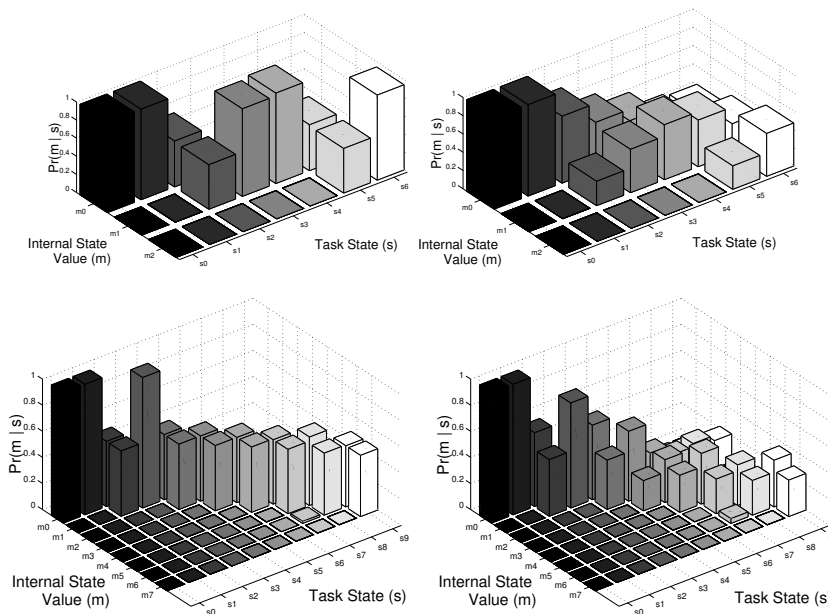 1
0.8
0.6
0.4
0.2
0
Pr(m | s)
m0
m1
m2
Internal State
Value (m)
s0
s1
s2
s3
s4
s5
s6
Task State (s)
1
0.8
0.6
0.4
0.2
0
Pr(m | s)
m0
m1
m2
Internal State
Value (m)
s0
s1
s2
s3
s4
s5
s6
Task State (s)
1
0.8
0.6
0.4
0.2
0
Pr(m | s)
m0
m1
m2
m3
m4
m5
m6
m7
Internal State
Value (m)
s0
s1
s2
s3
s4
s5
s6
s7
s8
s9
Task State (s)
1
0.8
0.6
0.4
0.2
0
Pr(m | s)
m0
m1
m2
m3
m4
m5
m6
m7
Internal State
Value (m)
s0
s1
s2
s3
s4
s5
s6
s7
s8
Task State (s